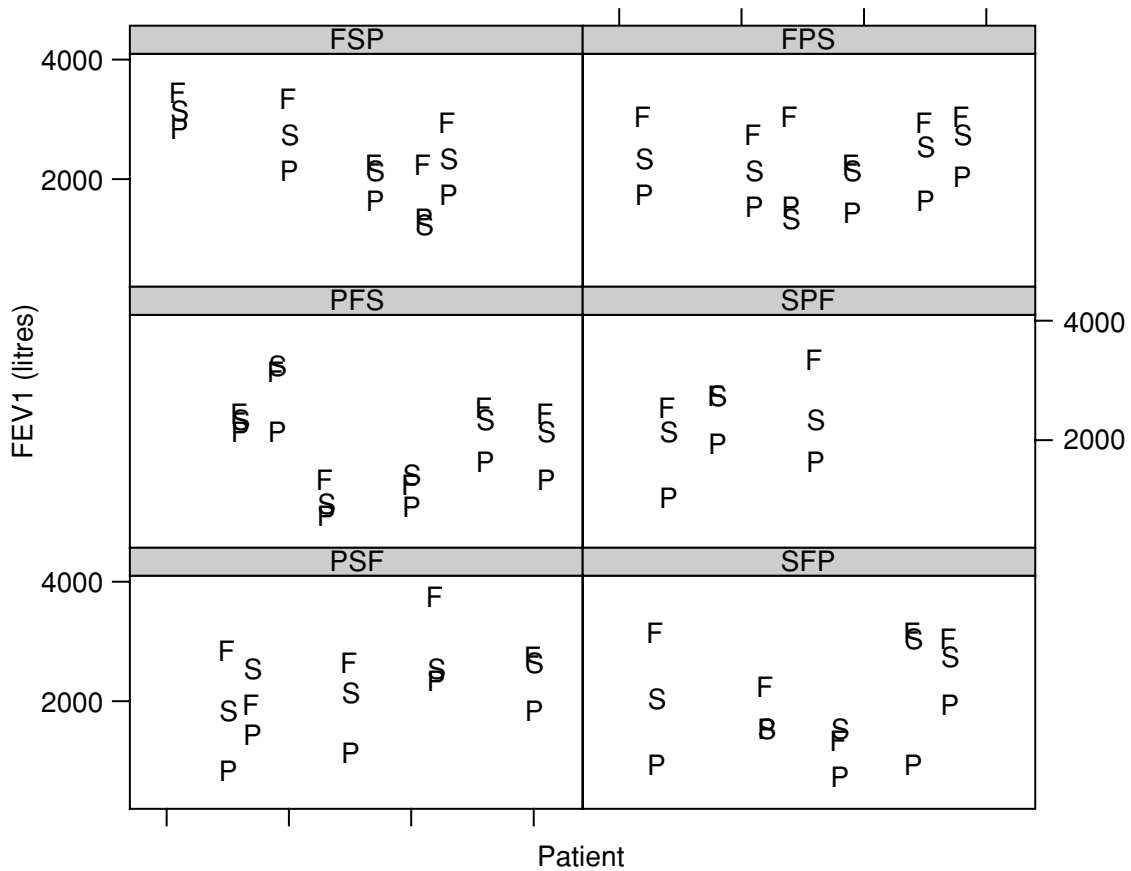 FSP FPS
4000
F F F F F F F F F F F
S S S S S S S S S S S
P P P P P P P P P P P
2000
PFS SPF
4000
F F F F F F F F F
S S S S S S S S S
P P P P P P P P P
2000
PSF SFP
4000
F F F F F F F F F F
S S S S S S S S S S
P P P P P P P P P P
2000
FEV1 (litres)
Patient